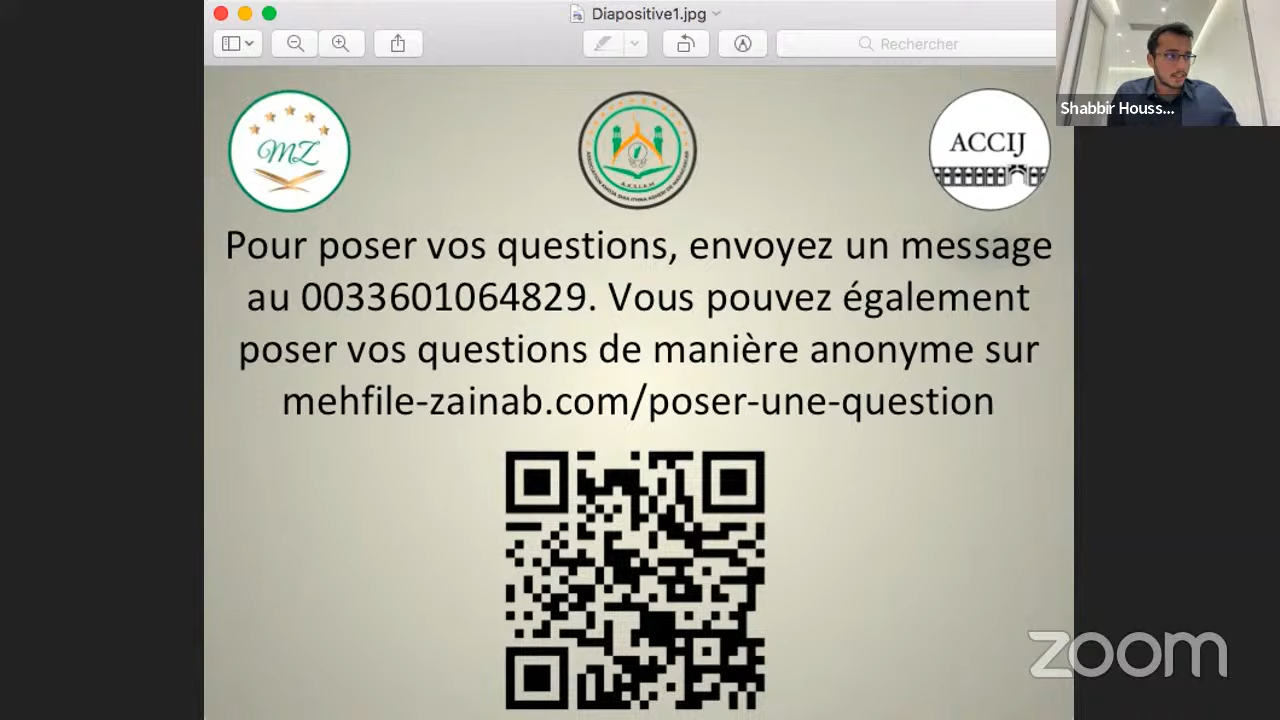 Diapositive1.jpg
Rechercher
Shabbir Houss...
MZ
A.K.S.I.A.M
ACCIJ
Pour poser vos questions, envoyez un message
au 0033601064829. Vous pouvez également
poser vos questions de manière anonyme sur
mehfile-zainab.com/poser-une-question
zoom